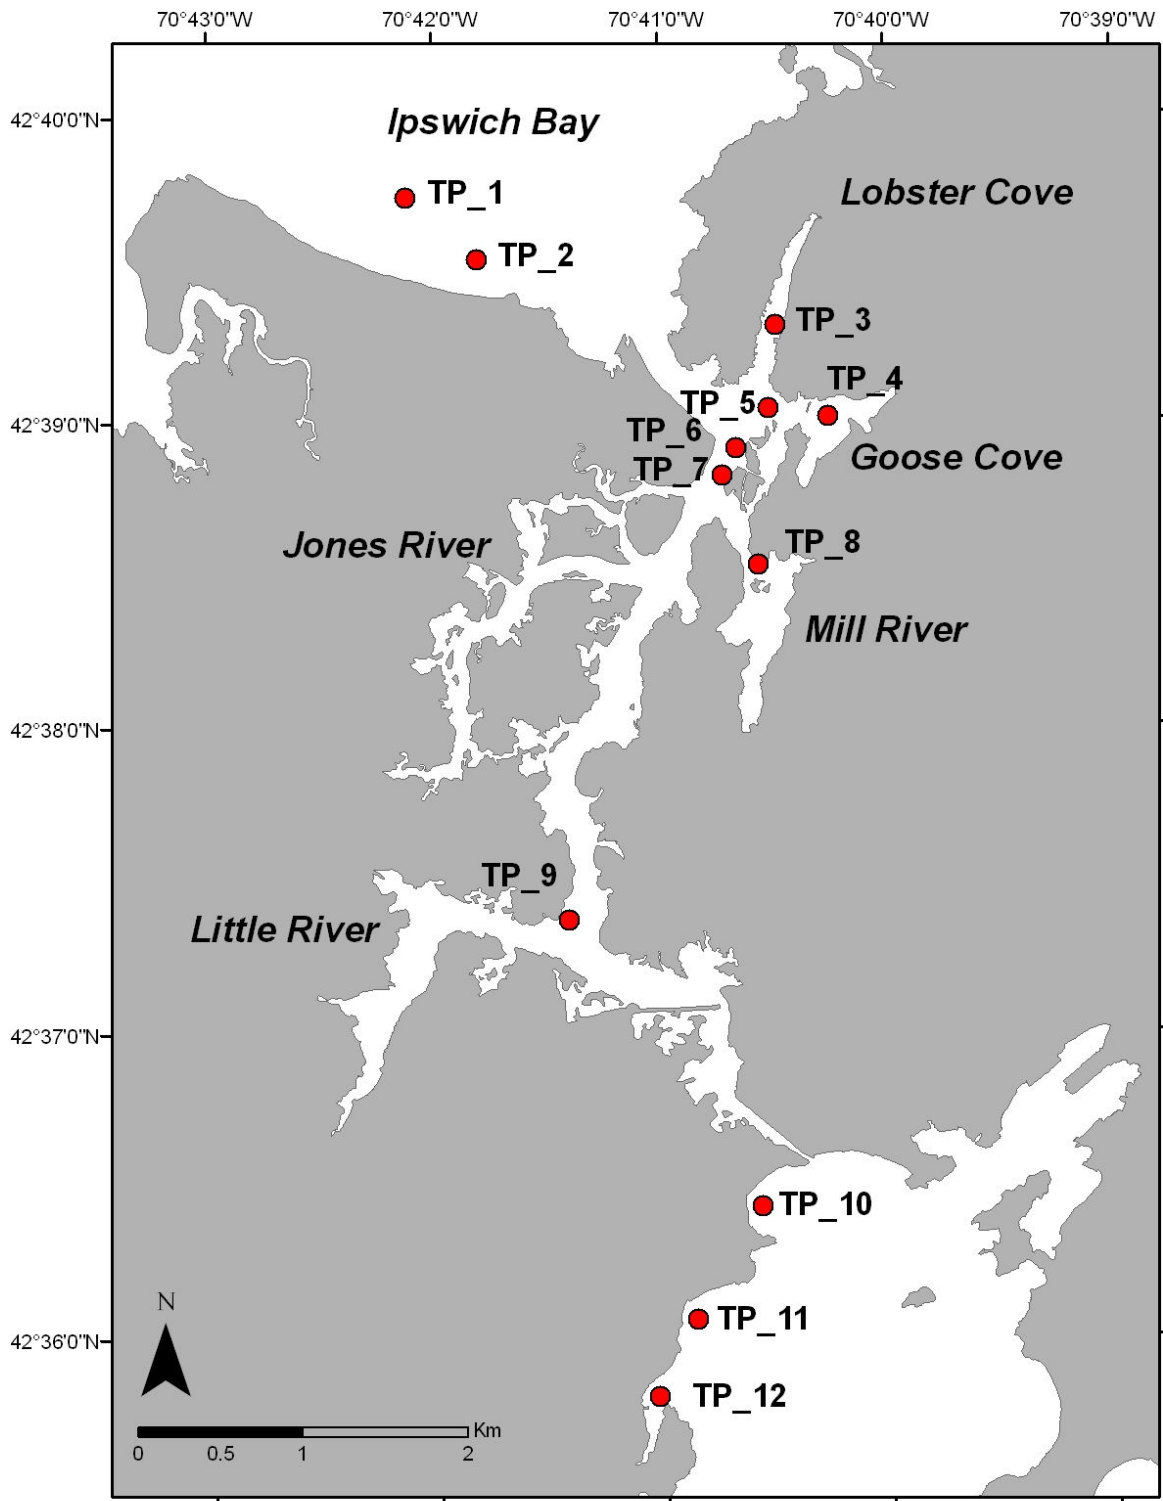 70°43'0"W 70°42'0"W 70°41'0"W 70°40'0"W 70°39'0"W
42°40'0"N
Ipswich Bay
TP_1
Lobster Cove
TP_2
TP_3
TP_4
TP_5
42°39'0"N
TP_6
Goose Cove
TP_7
Jones River
TP_8
Mill River
42°38'0"N
TP_9
Little River
42°37'0"N
TP_10
N
TP_11
42°36'0"N
TP_12
Km
0 0.5 1 2